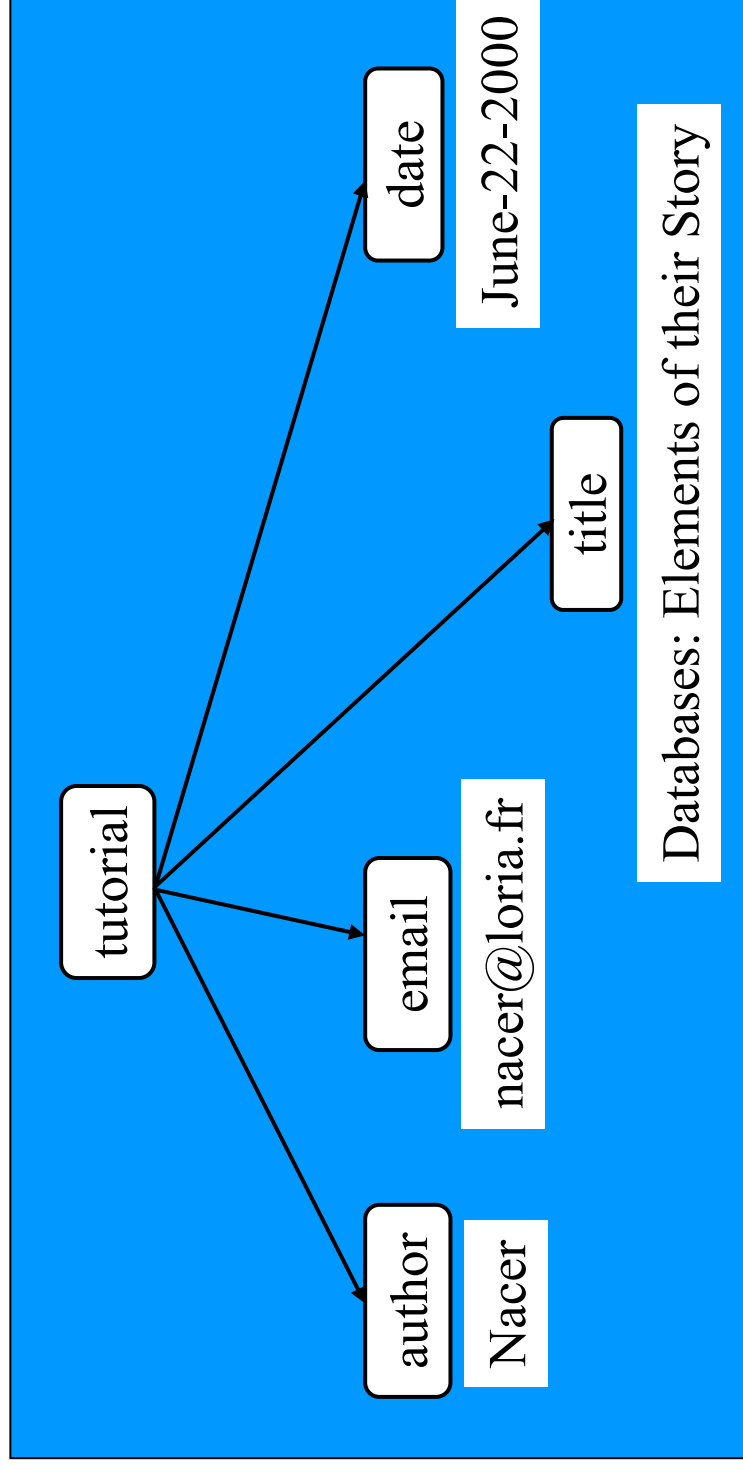 tutorial
author
Nacer
email
nacer@loria.fr
title
Databases: Elements of their Story
date
June-22-2000